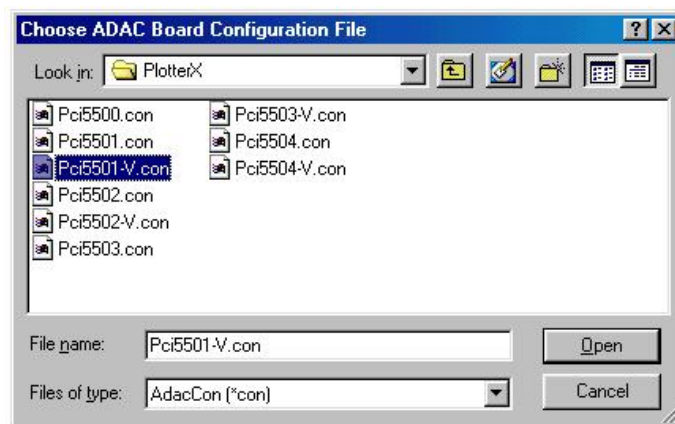 Choose ADAC Board Configuration File
Look in: PlotterX
Pci5500.con
Pci5501.con
Pci5501-V.con
Pci5502.con
Pci5502-V.con
Pci5503.con
Pci5503-V.con
Pci5504.con
Pci5504-V.con
File name: Pci5501-V.con
Open
Files of type: AdacCon (*con)
Cancel